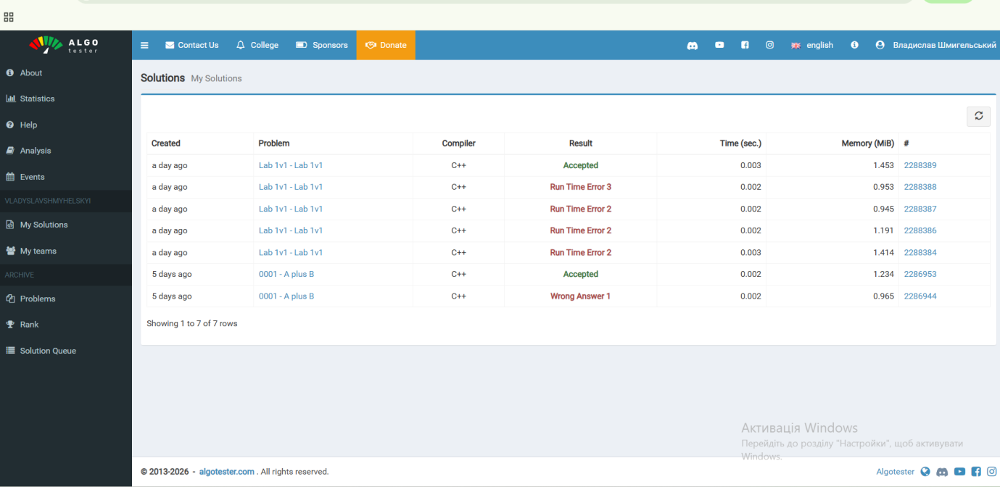 ALGO
tester
Contact Us College Sponsors Donate english Владислав Шмигельський
About
Statistics
Help
Analysis
Events
VLADYSLAVSHMYHELSKYI
My Solutions
My teams
ARCHIVE
Problems
Rank
Solution Queue
Solutions My Solutions
Created Problem Compiler Result Time (sec.) Memory (MiB) #
a day ago Lab 1v1 - Lab 1v1 C++ Accepted 0.003 1.453 2288389
a day ago Lab 1v1 - Lab 1v1 C++ Run Time Error 3 0.002 0.953 2288388
a day ago Lab 1v1 - Lab 1v1 C++ Run Time Error 2 0.002 0.945 2288387
a day ago Lab 1v1 - Lab 1v1 C++ Run Time Error 2 0.002 1.191 2288386
a day ago Lab 1v1 - Lab 1v1 C++ Run Time Error 2 0.003 1.414 2288384
5 days ago 0001 - A plus B C++ Accepted 0.002 1.234 2286953
5 days ago 0001 - A plus B C++ Wrong Answer 1 0.002 0.965 2286944
Showing 1 to 7 of 7 rows
Активація Windows
Перейдіть до розділу "Настройки", щоб активувати
Windows.
© 2013-2026 - algotester.com . All rights reserved. Algotester